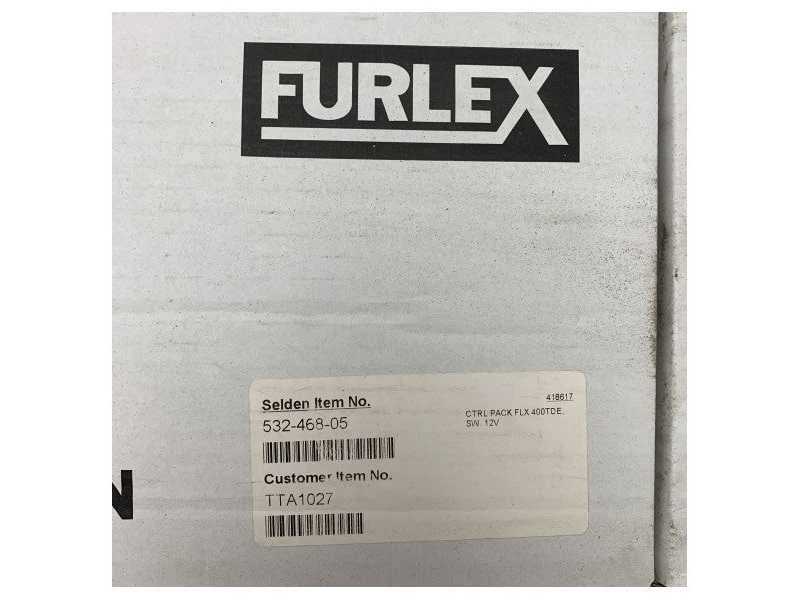 FURLEX
Selden Item No.
418617
532-468-05
CTRL PACK FLX 400TDE,
SW. 12V
Customer Item No.
TTA1027
N